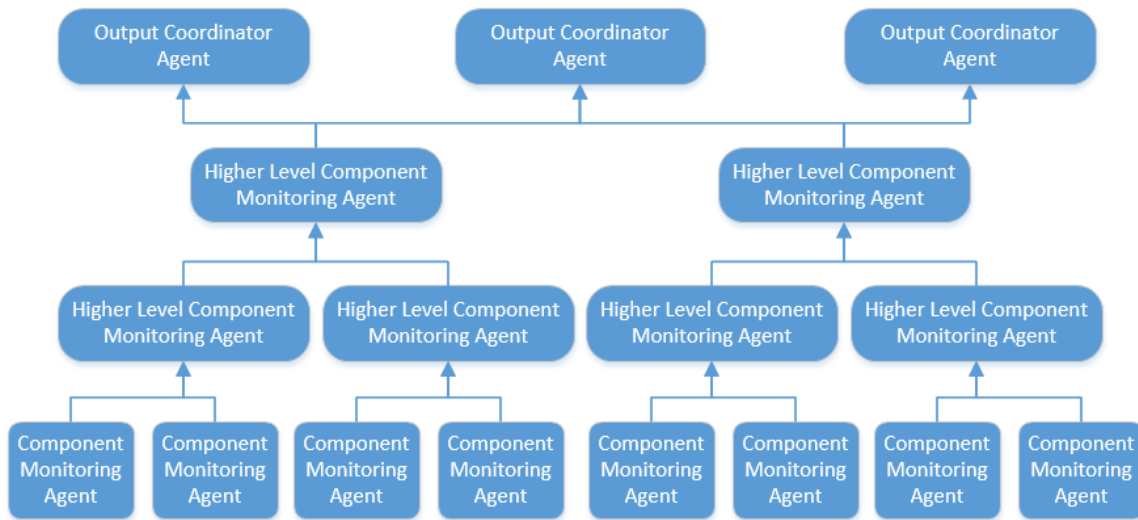 Output Coordinator
Agent
Output Coordinator
Agent
Output Coordinator
Agent
Higher Level Component
Monitoring Agent
Higher Level Component
Monitoring Agent
Higher Level Component
Monitoring Agent
Higher Level Component
Monitoring Agent
Higher Level Component
Monitoring Agent
Higher Level Component
Monitoring Agent
Component
Monitoring
Agent
Component
Monitoring
Agent
Component
Monitoring
Agent
Component
Monitoring
Agent
Component
Monitoring
Agent
Component
Monitoring
Agent
Component
Monitoring
Agent
Component
Monitoring
Agent